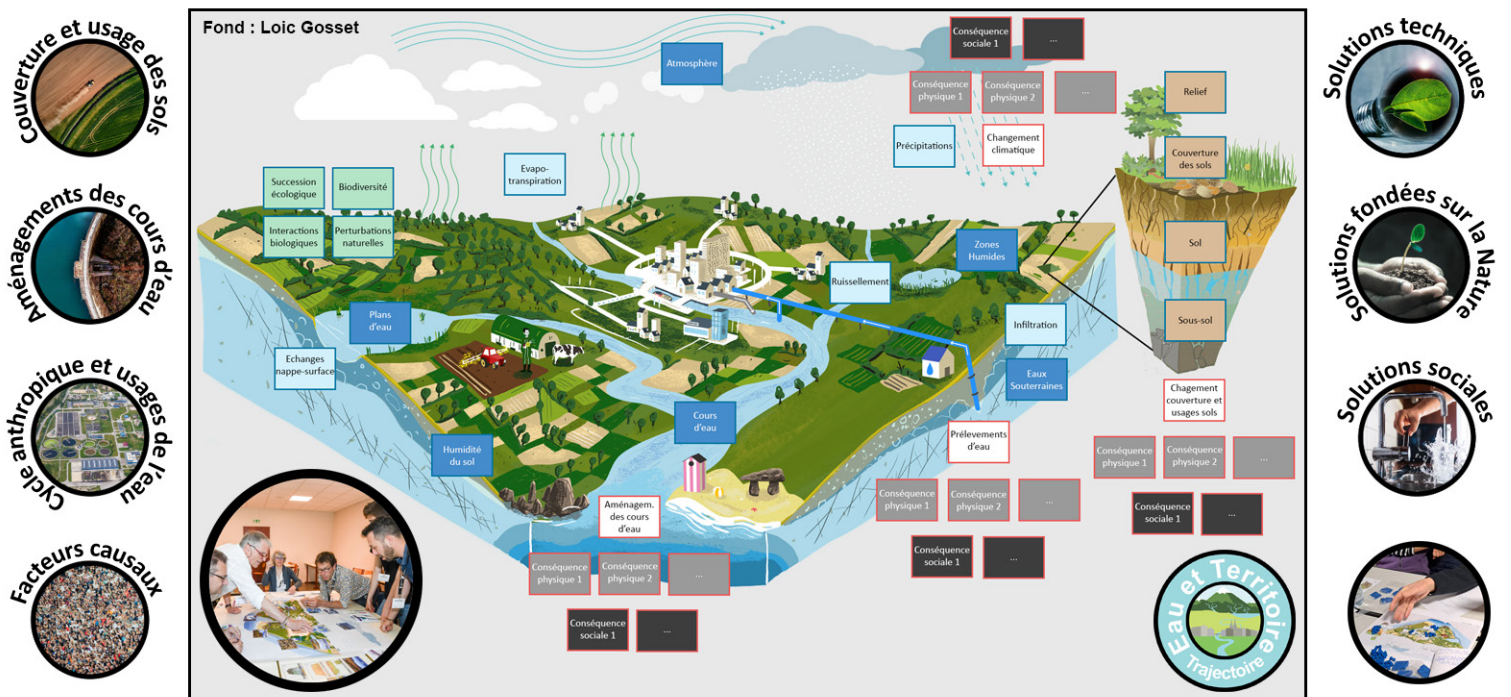 Couverture et usage des sols
Aménagements des cours d'eau
Cycle anthropique et usages de l'eau
Facteurs causaux
Fond : Loic Gosset
Atmosphère
Conséquence
sociale 1
...
Conséquence
physique 1
Conséquence
physique 2
...
Précipitations
Changement
climatique
Evapo-
transpiration
Succession
écologique
Biodiversité
Interactions
biologiques
Perturbations
naturelles
Zones
Humides
Ruissellement
Plans
d'eau
Infiltration
Echanges
nappe-surface
Eaux
Souterraines
Cours
d'eau
Humidité
du sol
Prélevements
d'eau
Conséquence
physique 1
Conséquence
physique 2
...
Conséquence
sociale 1
...
Aménagem.
des cours
d'eau
Conséquence
physique 1
Conséquence
physique 2
...
Conséquence
sociale 1
...
Relief
Couverture
des sols
Sol
Sous-sol
Chagement
couverture et
usages sols
Conséquence
physique 1
Conséquence
physique 2
...
Conséquence
sociale 1
...
Eau et Territoire
Trajectoire
Solutions techniques
Solutions fondées sur la Nature
Solutions sociales